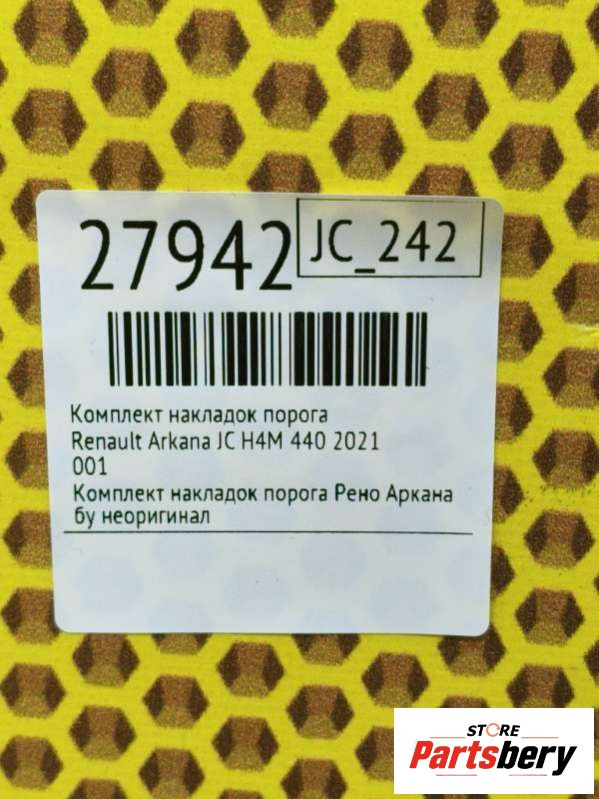 27942
JC_242
Комплект накладок порога
Renault Arkana JC H4M 440 2021
001
Комплект накладок порога Рено Аркана
бу неоригинал
STORE
Partsbery